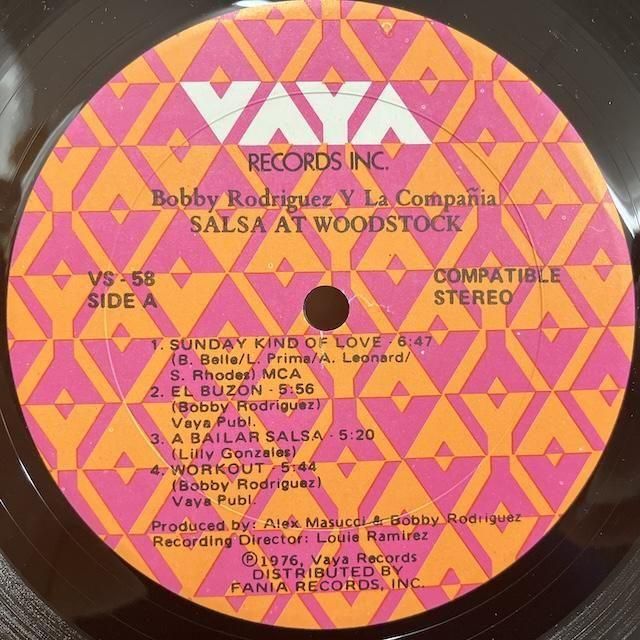 VAYA
RECORDS INC.
Bobby Rodriguez Y La Compañia
SALSA AT WOODSTOCK
VS - 58
SIDE A
COMPATIBLE
STEREO
1. SUNDAY KIND OF LOVE - 6:47
(B. Belle/L. Prima/A. Leonard/
S. Rhodes) MCA
2. EL BUZON - 5:56
(Bobby Rodriguez)
Vaya Publ.
3. A BAILAR SALSA - 5:20
(Lilly Gonzales)
4. WORKOUT - 5:44
(Bobby Rodriguez)
Vaya Publ.
Produced by: Alex Masucci & Bobby Rodriguez
Recording Director: Louie Ramirez
Ⓟ1976, Vaya Records
DISTRIBUTED BY
FANIA RECORDS, INC.